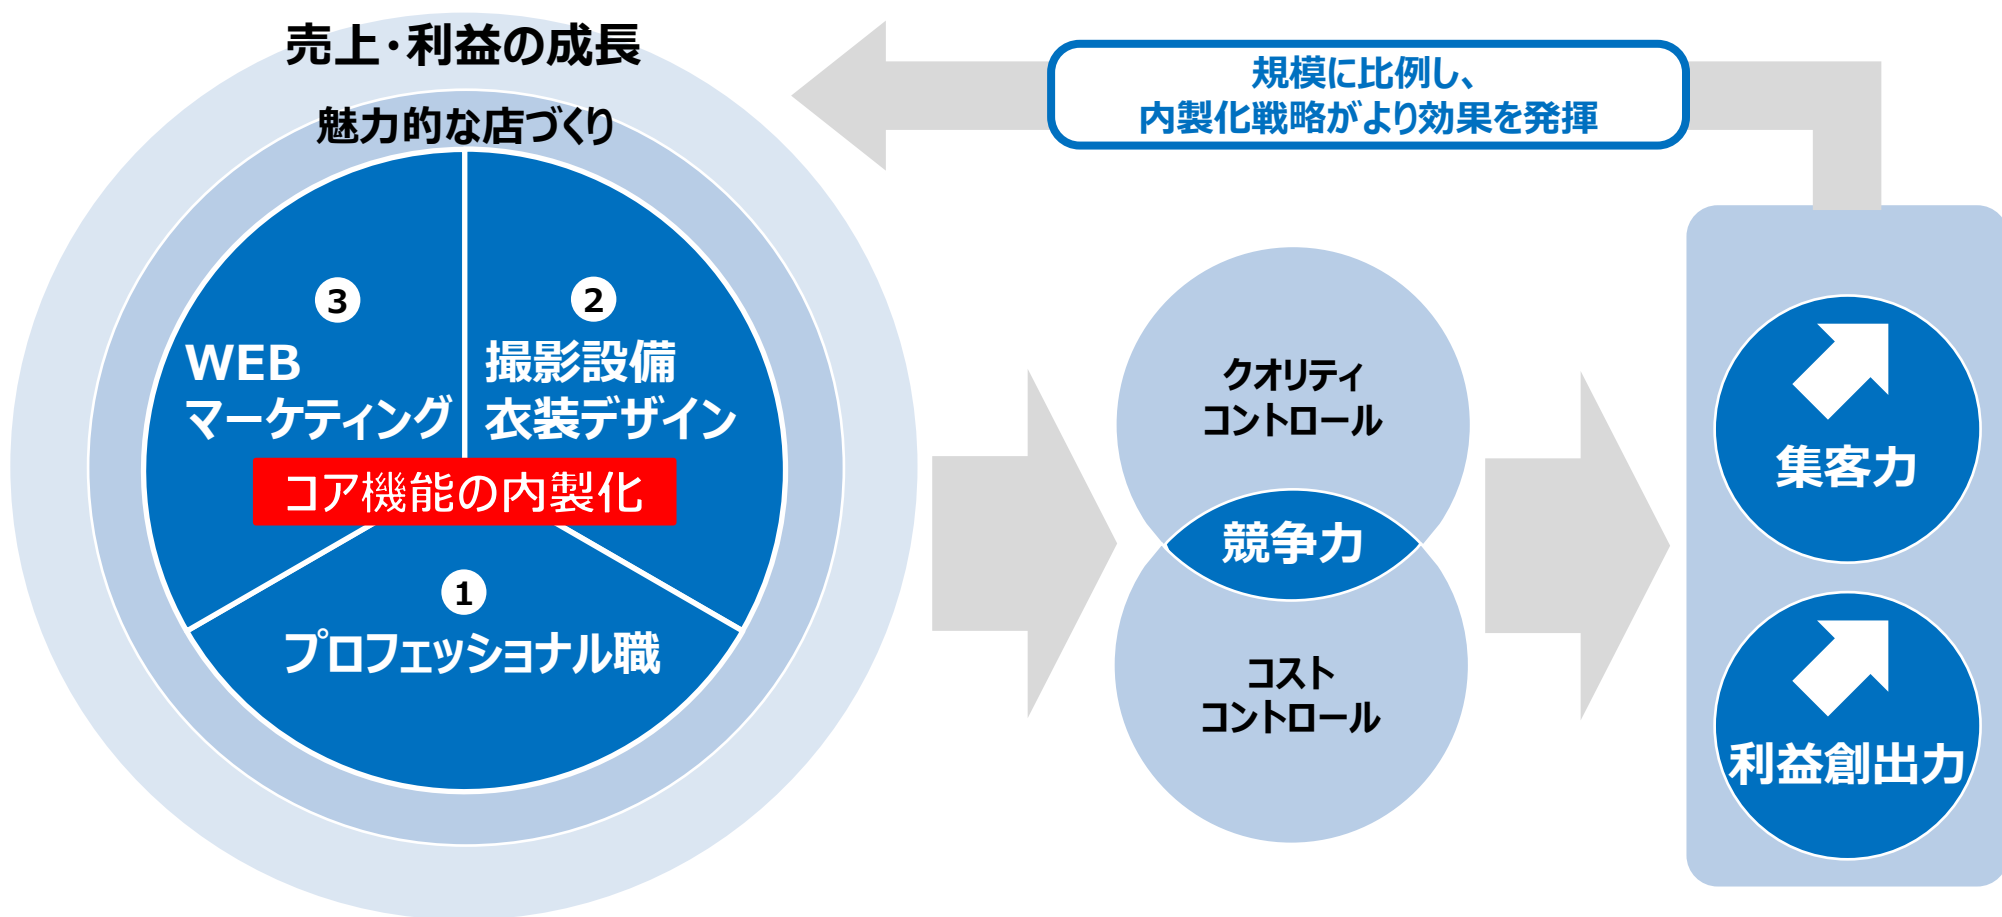 売上・利益の成長
魅力的な店づくり
3
WEB
マーケティング
2
撮影設備
衣装デザイン
コア機能の内製化
1
プロフェッショナル職
規模に比例し、
内製化戦略がより効果を発揮
クオリティ
コントロール
競争力
コスト
コントロール
集客力
利益創出力